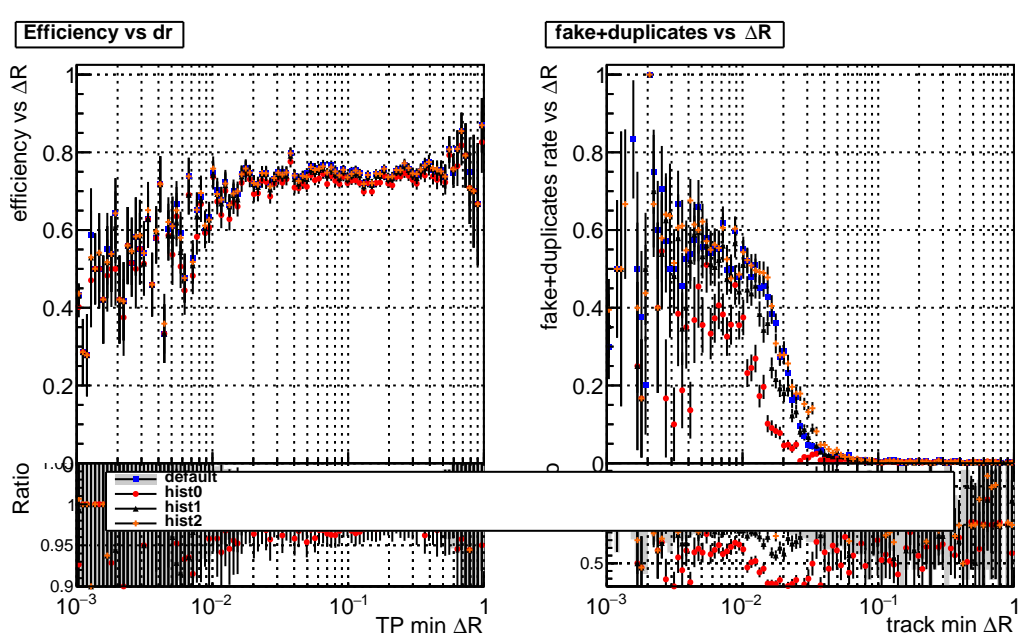 Efficiency vs dr
efficiency vs ΔR
1
0.8
0.6
0.4
0.2
0
Ratio
1
0.95
0.9
10⁻³
10⁻²
10⁻¹
1
TP min ΔR
fake+duplicates vs ΔR
fake+duplicates rate vs ΔR
1
0.8
0.6
0.4
0.2
0
0.5
10⁻³
10⁻²
10⁻¹
1
track min ΔR
default
hist0
hist1
hist2